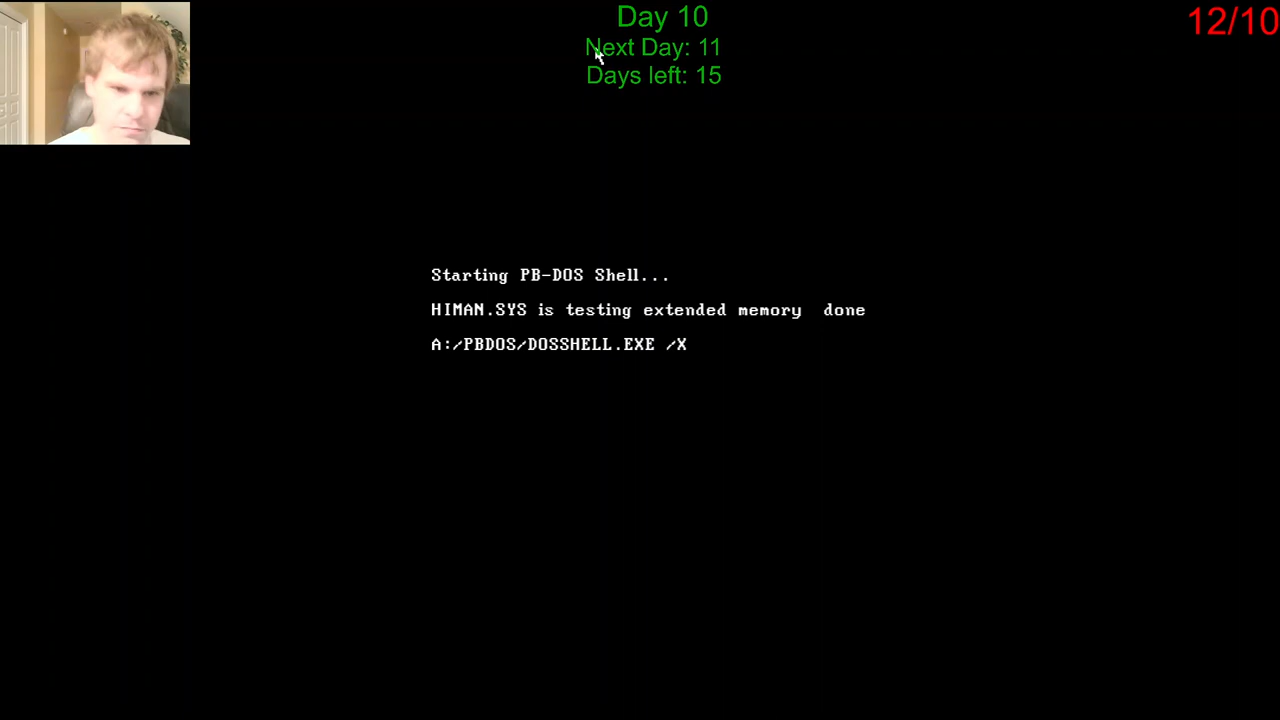 Day 10
Next Day: 11
Days left: 15
12/10
Starting PB-DOS Shell...
HIMAN.SYS is testing extended memory  done
A:/PBDOS/DOSSHELL.EXE /X